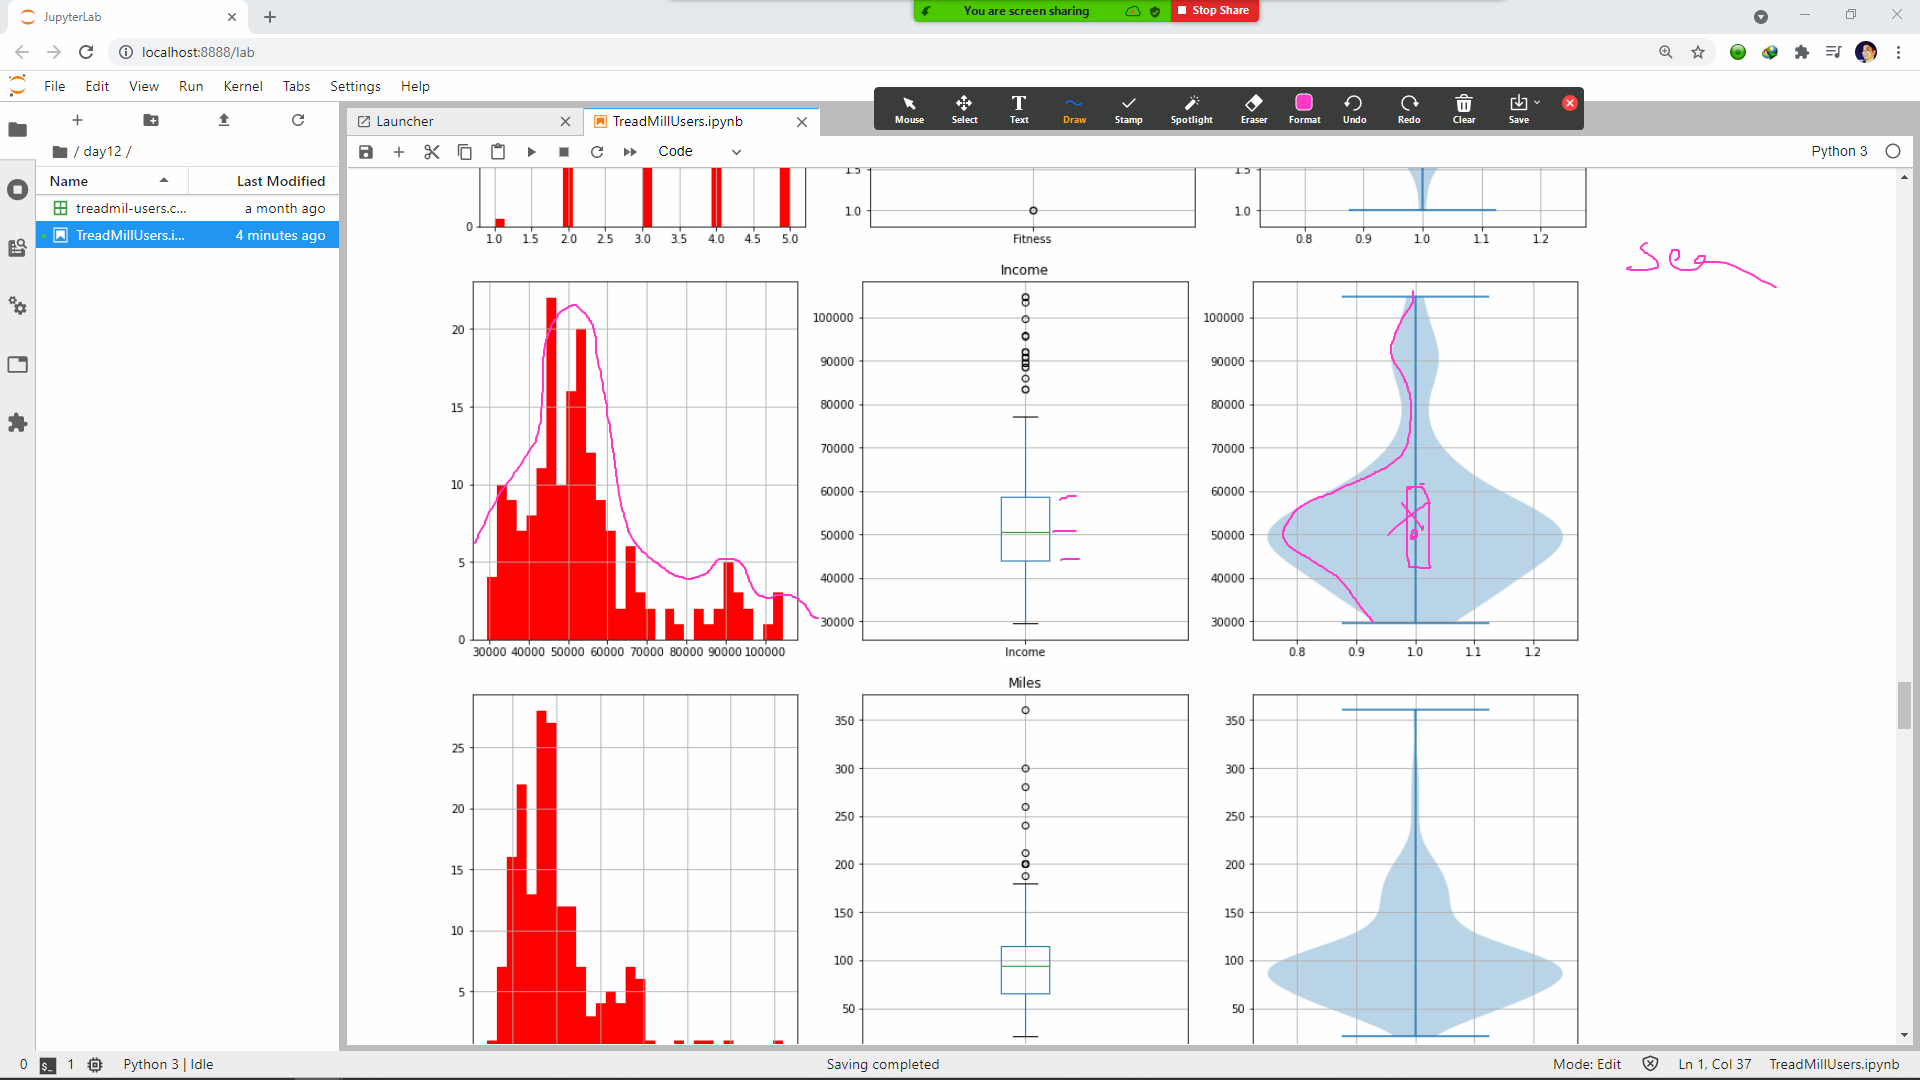 JupyterLab
You are screen sharing
Stop Share
localhost:8888/lab
File Edit View Run Kernel Tabs Settings Help
Mouse Select Text Draw Stamp Spotlight Eraser Format Undo Redo Clear Save
Launcher
TreadMillUsers.ipynb
/ day12 /
Code
Python 3
Name Last Modified
treadmil-users.c... a month ago
TreadMillUsers.i... 4 minutes ago
0
1.0 1.5 2.0 2.5 3.0 3.5 4.0 4.5 5.0
1.5
1.0
Fitness
1.5
1.0
0.8 0.9 1.0 1.1 1.2
20
15
10
5
0
30000 40000 50000 60000 70000 80000 90000 100000
Income
100000
90000
80000
70000
60000
50000
40000
30000
Income
100000
90000
80000
70000
60000
50000
40000
30000
0.8 0.9 1.0 1.1 1.2
25
20
15
10
5
Miles
350
300
250
200
150
100
50
350
300
250
200
150
100
50
0 $_ 1 Python 3 | Idle Saving completed Mode: Edit Ln 1, Col 37 TreadMillUsers.ipynb